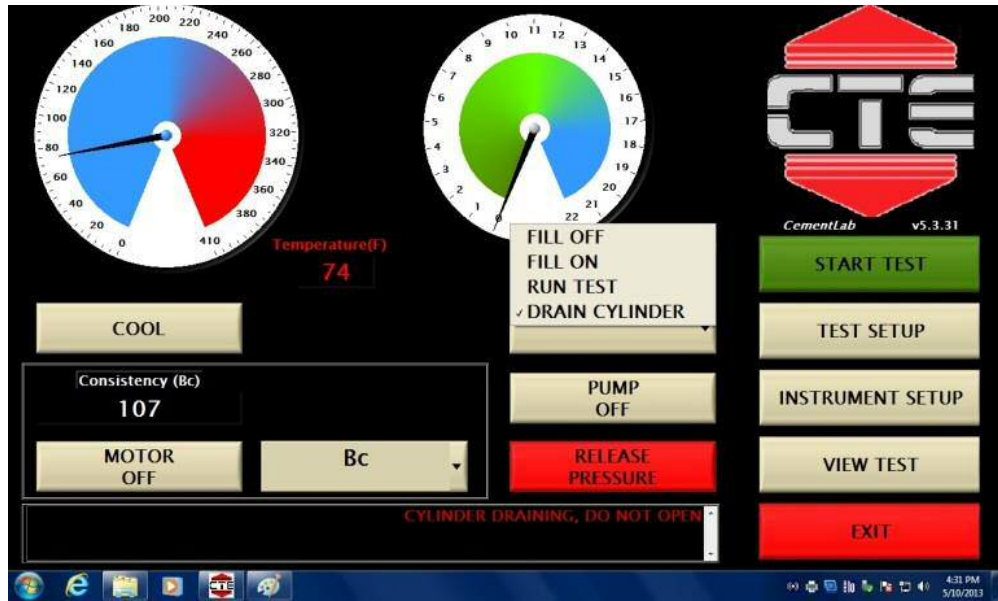 0
20
40
60
80
100
120
140
160
180
200
220
240
260
280
300
320
340
360
380
410
Temperature(F)
74
0
1
2
3
4
5
6
7
8
9
10
11
12
13
14
15
16
17
18
19
20
21
22
FILL OFF
FILL ON
RUN TEST
✓ DRAIN CYLINDER
CTE
CementLab v5.3.31
START TEST
COOL
TEST SETUP
Consistency (Bc)
107
PUMP
OFF
INSTRUMENT SETUP
MOTOR
OFF
Bc
RELEASE
PRESSURE
VIEW TEST
CYLINDER DRAINING, DO NOT OPEN
EXIT
CTE
4:31 PM
5/10/2013